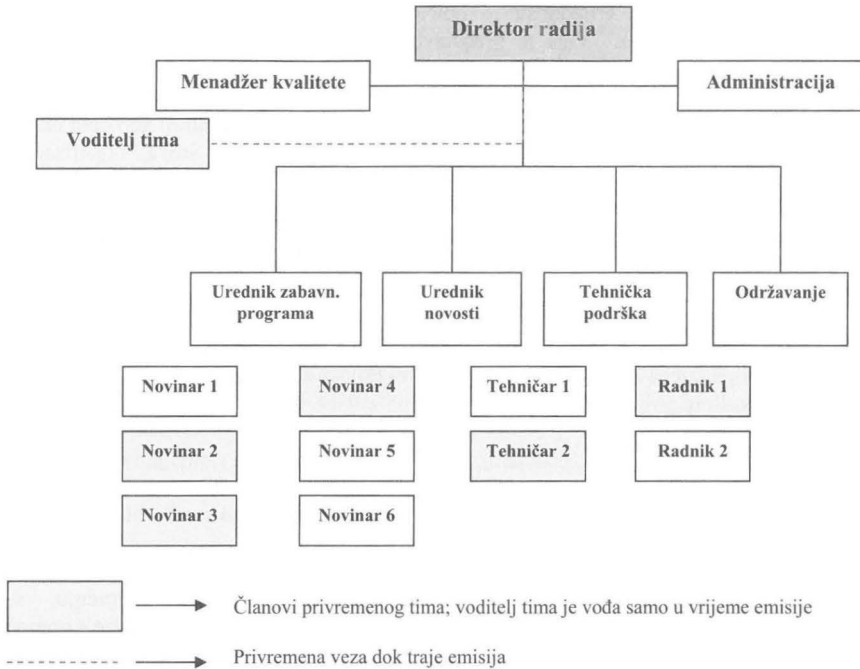 Direktor radija
Menadžer kvalitete
Administracija
Voditelj tima
Urednik zabavn.
programa
Urednik
novosti
Tehnička
podrška
Održavanje
Novinar 1
Novinar 4
Tehničar 1
Radnik 1
Novinar 2
Novinar 5
Tehničar 2
Radnik 2
Novinar 3
Novinar 6
Članovi privremenog tima; voditelj tima je vođa samo u vrijeme emisije
Privremena veza dok traje emisija